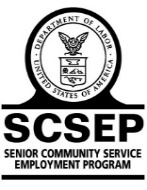 DEPARTMENT OF LABOR
UNITED STATES OF AMERICA
SCSEP
SENIOR COMMUNITY SERVICE
EMPLOYMENT PROGRAM